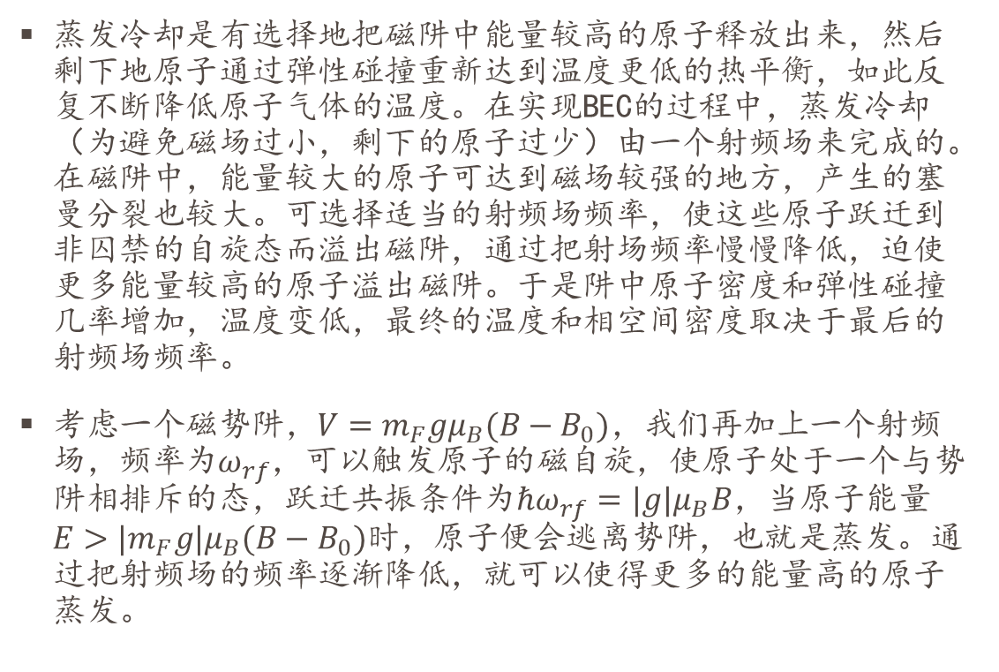 ▪ 蒸发冷却是有选择地把磁阱中能量较高的原子释放出来，然后
剩下地原子通过弹性碰撞重新达到温度更低的热平衡，如此反
复不断降低原子气体的温度。在实现BEC的过程中，蒸发冷却
（为避免磁场过小，剩下的原子过少）由一个射频场来完成的。
在磁阱中，能量较大的原子可达到磁场较强的地方，产生的塞
曼分裂也较大。可选择适当的射频场频率，使这些原子跃迁到
非囚禁的自旋态而溢出磁阱，通过把射场频率慢慢降低，迫使
更多能量较高的原子溢出磁阱。于是阱中原子密度和弹性碰撞
几率增加，温度变低，最终的温度和相空间密度取决于最后的
射频场频率。
▪ 考虑一个磁势阱，$V = m_F g\mu_B(B - B_0)$，我们再加上一个射频
场，频率为$\omega_{rf}$，可以触发原子的磁自旋，使原子处于一个与势
阱相排斥的态，跃迁共振条件为$\hbar\omega_{rf} = |g|\mu_B B$，当原子能量
$E > |m_F g|\mu_B(B - B_0)$时，原子便会逃离势阱，也就是蒸发。通
过把射频场的频率逐渐降低，就可以使得更多的能量高的原子
蒸发。